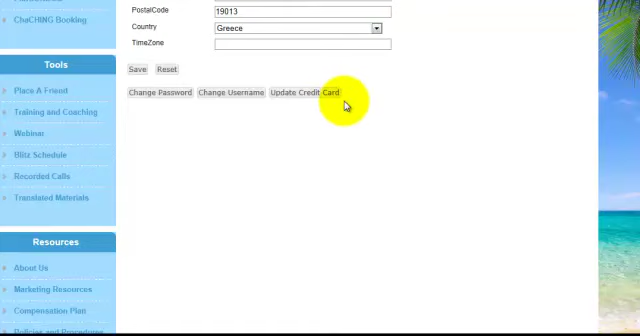 ChaCHING Booking
Tools
Place A Friend
Training and Coaching
Webinar
Blitz Schedule
Recorded Calls
Translated Materials
Resources
About Us
Marketing Resources
Compensation Plan
Policies and Procedures
PostalCode 19013
Country Greece
TimeZone
Save Reset
Change Password Change Username Update Credit Card